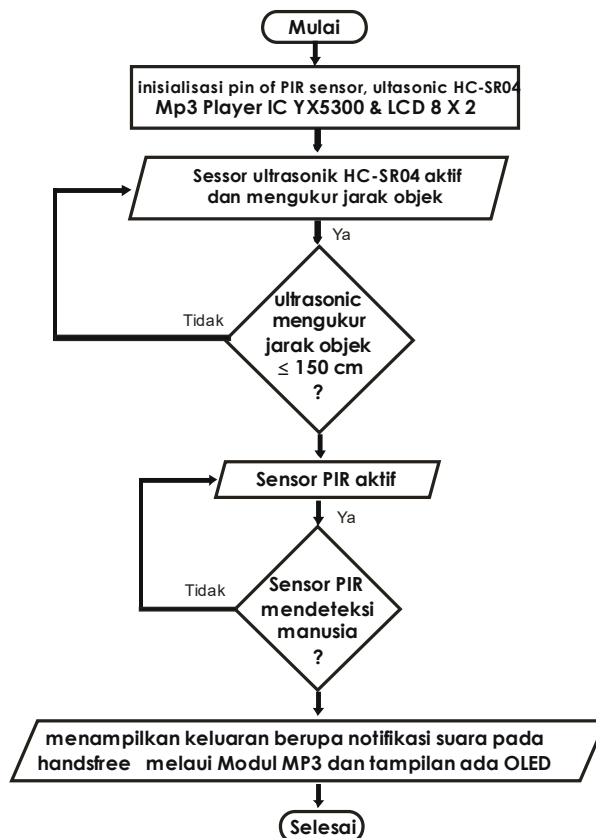 Mulai
inisialisasi pin of PIR sensor, ultasonic HC-SR04
Mp3 Player IC YX5300 & LCD 8 X 2
Sessor ultrasonik HC-SR04 aktif
dan mengukur jarak objek
Ya
ultrasonic
mengukur
jarak objek
≤ 150 cm
?
Tidak
Sensor PIR aktif
Ya
Sensor PIR
mendeteksi
manusia
?
Tidak
menampilkan keluaran berupa notifikasi suara pada
handsfree melaui Modul MP3 dan tampilan ada OLED
Selesai